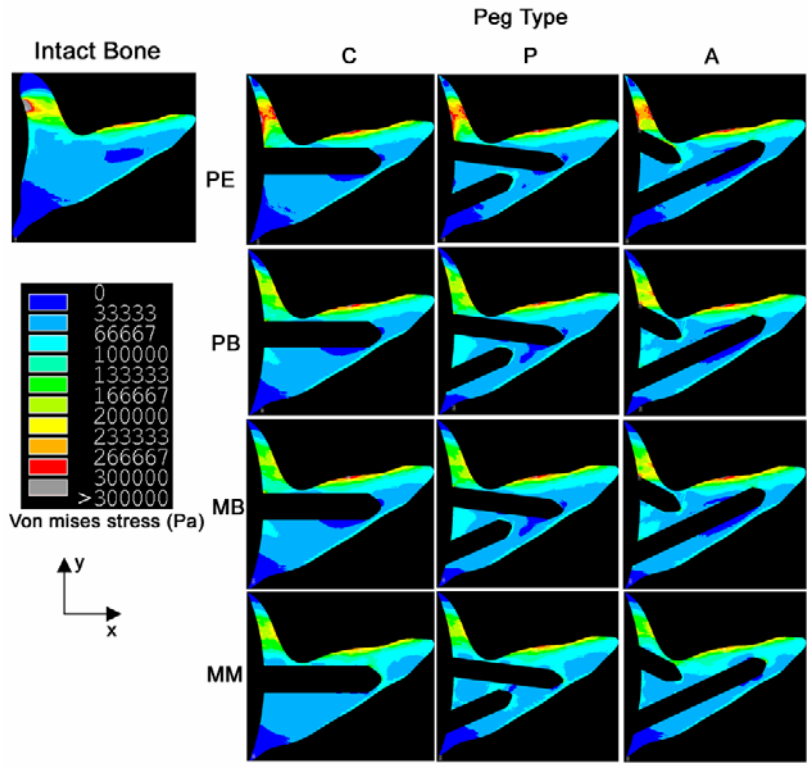 Peg Type
Intact Bone
C
P
A
PE
PB
MB
MM
0
33333
66667
100000
133333
166667
200000
233333
266667
300000
>300000
Von mises stress (Pa)
y
x